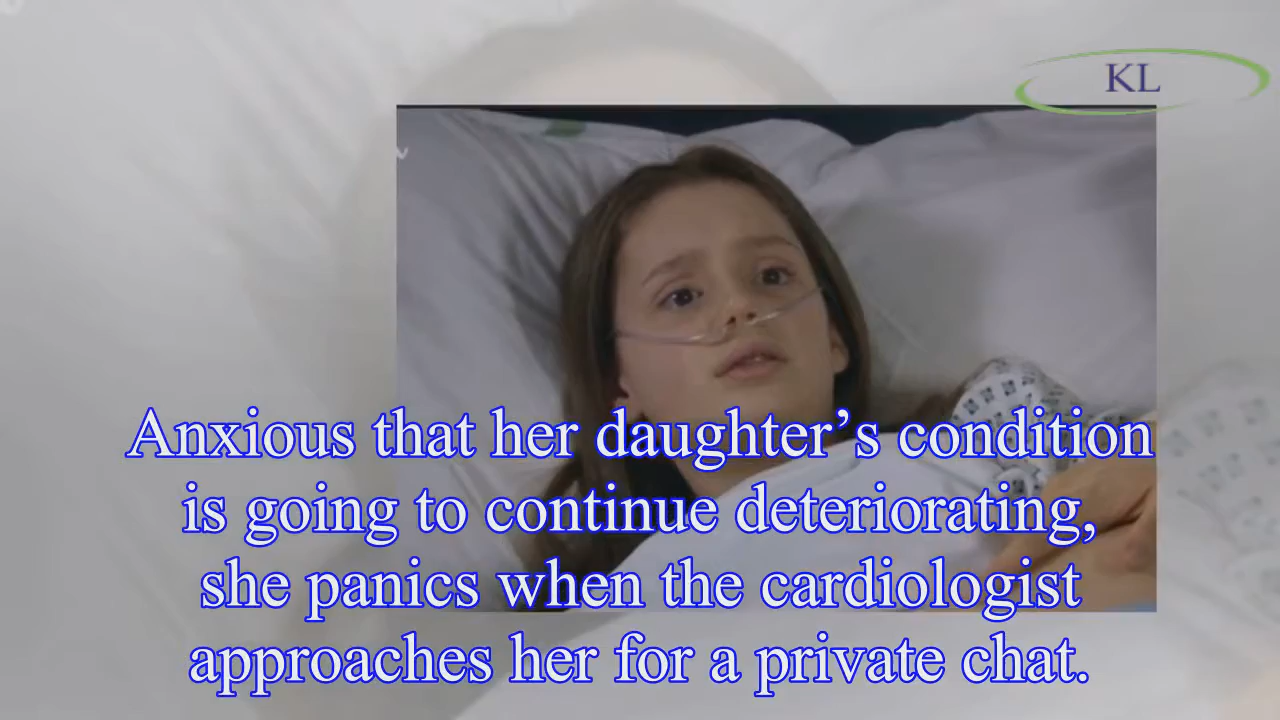 KL
Anxious that her daughter’s condition
is going to continue deteriorating,
she panics when the cardiologist
approaches her for a private chat.